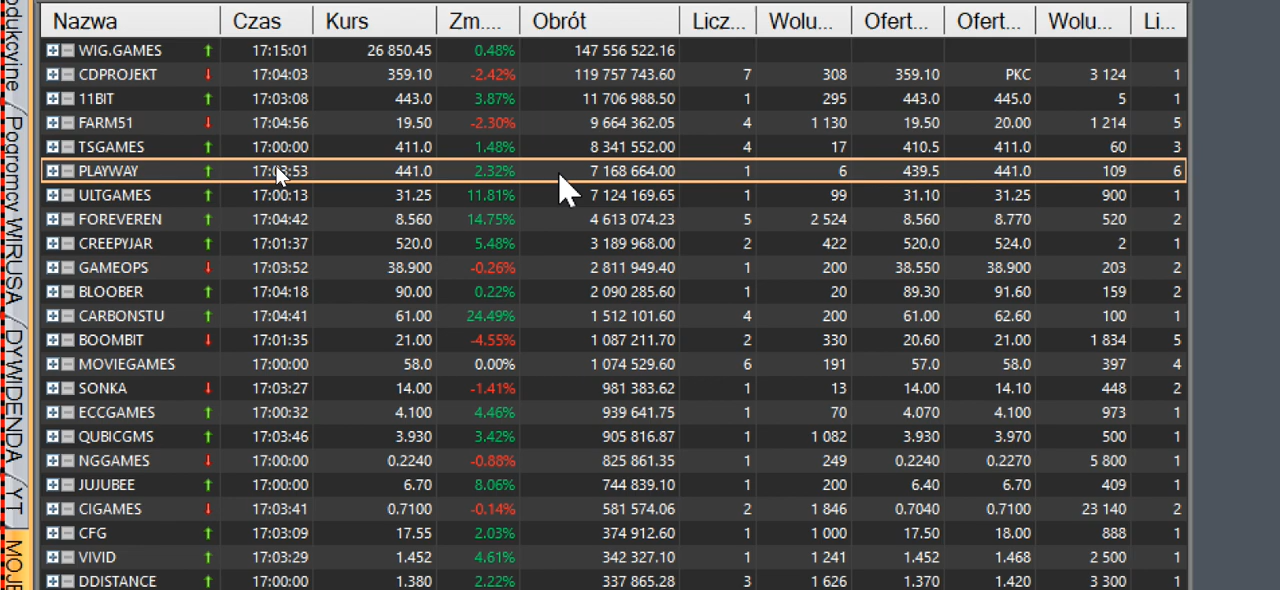 Nazwa Czas Kurs Zm.... Obrót Licz... Wolu... Ofert... Ofert... Wolu... Li...
WIG.GAMES 17:15:01 26 850.45 0.48% 147 556 522.16
CDPROJEKT 17:04:03 359.10 -2.42% 119 757 743.60 7 308 359.10 PKC 3 124 1
11BIT 17:03:08 443.0 3.87% 11 706 988.50 1 295 443.0 445.0 5 1
FARM51 17:04:56 19.50 -2.30% 9 664 362.05 4 1 130 19.50 20.00 1 214 5
TSGAMES 17:00:00 411.0 1.48% 8 341 552.00 4 17 410.5 411.0 60 3
PLAYWAY 441.0 2.32% 7 168 664.00 1 6 439.5 441.0 109 6
ULTGAMES 17:00:13 31.25 11.81% 7 124 169.65 1 99 31.10 31.25 900 1
FOREVEREN 17:04:42 8.560 14.75% 4 613 074.23 5 2 524 8.560 8.770 520 2
CREEPYJAR 17:01:37 520.0 5.48% 3 189 968.00 2 422 520.0 524.0 2 1
GAMEOPS 17:03:52 38.900 -0.26% 2 811 949.40 1 200 38.550 38.900 203 2
BLOOBER 17:04:18 90.00 0.22% 2 090 285.60 1 20 89.30 91.60 159 2
CARBONSTU 17:04:41 61.00 24.49% 1 512 101.60 4 200 61.00 62.60 100 1
BOOMBIT 17:01:35 21.00 -4.55% 1 087 211.70 2 330 20.60 21.00 1 834 5
MOVIEGAMES 17:00:00 58.0 0.00% 1 074 529.60 6 191 57.0 58.0 397 4
SONKA 17:03:27 14.00 -1.41% 981 383.62 1 13 14.00 14.10 448 2
ECCGAMES 17:00:32 4.100 4.46% 939 641.75 1 70 4.070 4.100 973 1
QUBICGMS 17:03:46 3.930 3.42% 905 816.87 1 1 082 3.930 3.970 500 1
NGGAMES 17:00:00 0.2240 -0.88% 825 861.35 1 249 0.2240 0.2270 5 800 1
JUJUBEE 17:00:00 6.70 8.06% 744 839.10 1 200 6.40 6.70 409 1
CIGAMES 17:03:41 0.7100 -0.14% 581 574.06 2 1 846 0.7040 0.7100 23 140 2
CFG 17:03:09 17.55 2.03% 374 912.60 1 1 000 17.50 18.00 888 1
VIVID 17:03:29 1.452 4.61% 342 327.10 1 1 241 1.452 1.468 2 500 1
DDISTANCE 17:00:00 1.380 2.22% 337 865.28 3 1 626 1.370 1.420 3 300 1
odukcyjne
Pogromcy WIRUSA
DYWIDENDA
YT
MOJE